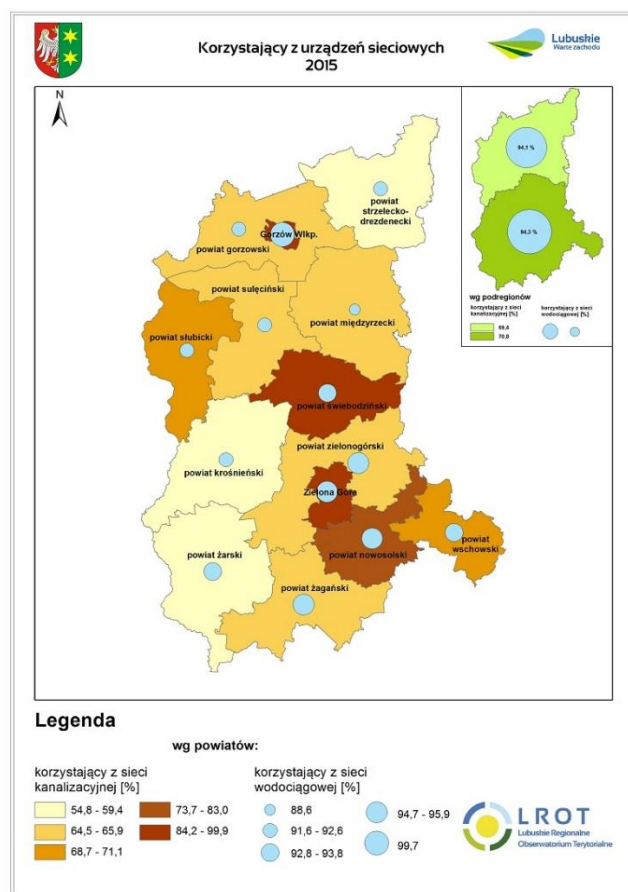 Korzystający z urządzeń sieciowych
2015
Lubuskie
Warte zachodu
N
94,1 %
94,3 %
wg podregionów
korzystający z sieci
kanalizacyjnej [%]
69,4
70,0
korzystający z sieci
wodociągowej [%]
powiat
strzelecko-
drezdenecki
Gorzów Wlkp.
powiat gorzowski
powiat sulęciński
powiat międzyrzecki
powiat słubicki
powiat świebodziński
powiat zielonogórski
powiat krośnieński
Zielona Góra
powiat
wschowski
powiat nowosolski
powiat żarski
powiat żagański
Legenda
wg powiatów:
korzystający z sieci
kanalizacyjnej [%]
54,8 - 59,4
64,5 - 65,9
68,7 - 71,1
73,7 - 83,0
84,2 - 99,9
korzystający z sieci
wodociągowej [%]
88,6
91,6 - 92,6
92,8 - 93,8
94,7 - 95,9
99,7
LROT
Lubuskie Regionalne
Obserwatorium Terytorialne